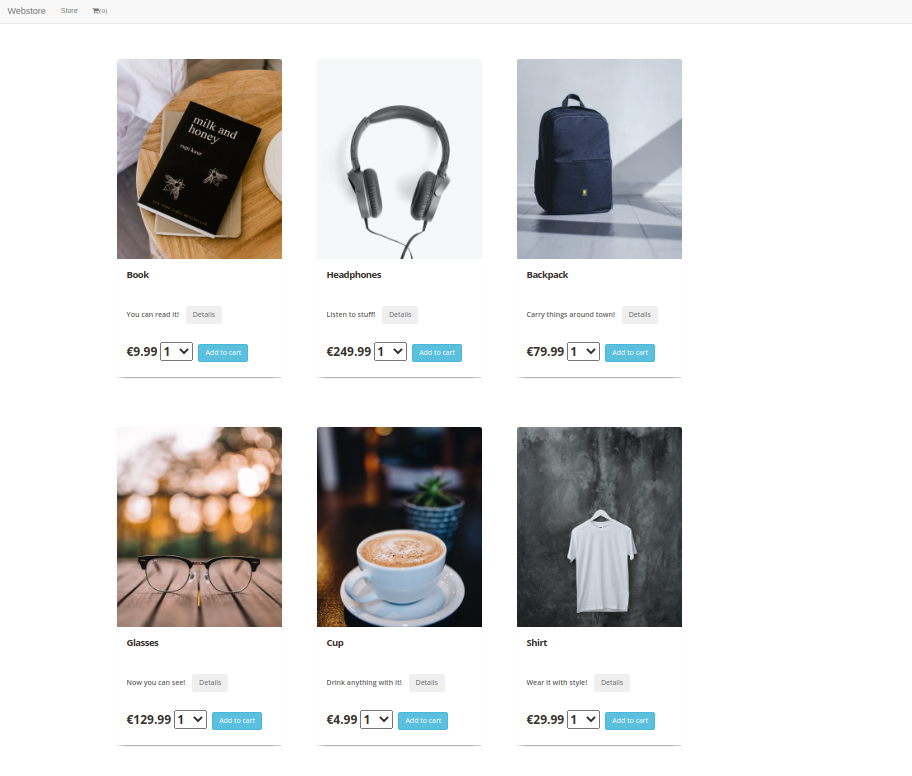 Webstore Store (0)
milk and
honey
rupi kaur
Book Headphones Backpack
You can read it! Details Listen to stuff! Details Carry things around town! Details
€9.99 1 Add to cart €249.99 1 Add to cart €79.99 1 Add to cart
Glasses Cup Shirt
Now you can see! Details Drink anything with it! Details Wear it with style! Details
€129.99 1 Add to cart €4.99 1 Add to cart €29.99 1 Add to cart